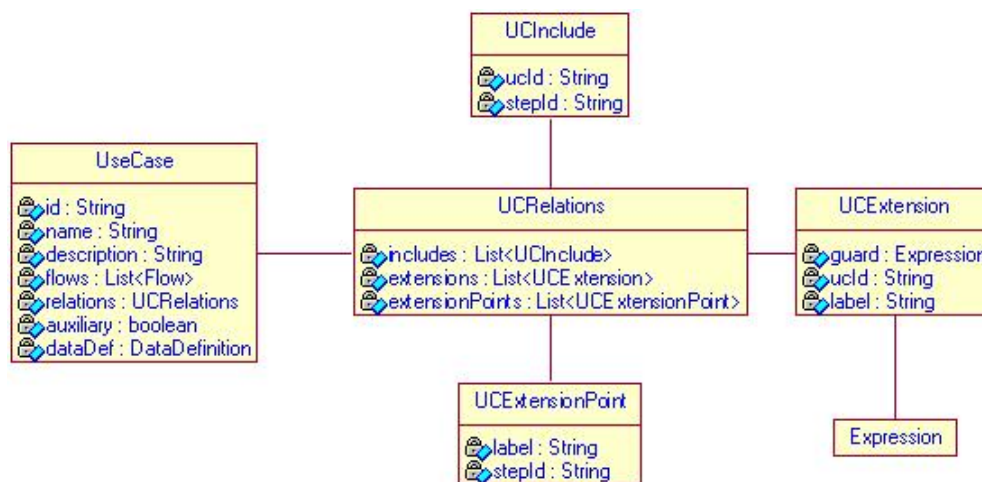 UCInclude
ucId : String
stepId : String
UseCase
id : String
name : String
description : String
flows : List<Flow>
relations : UCRelations
auxiliary : boolean
dataDef : DataDefinition
UCRelations
includes : List<UCInclude>
extensions : List<UCExtension>
extensionPoints : List<UCExtensionPoint>
UCExtension
guard : Expression
ucId : String
label : String
UCExtensionPoint
label : String
stepId : String
Expression